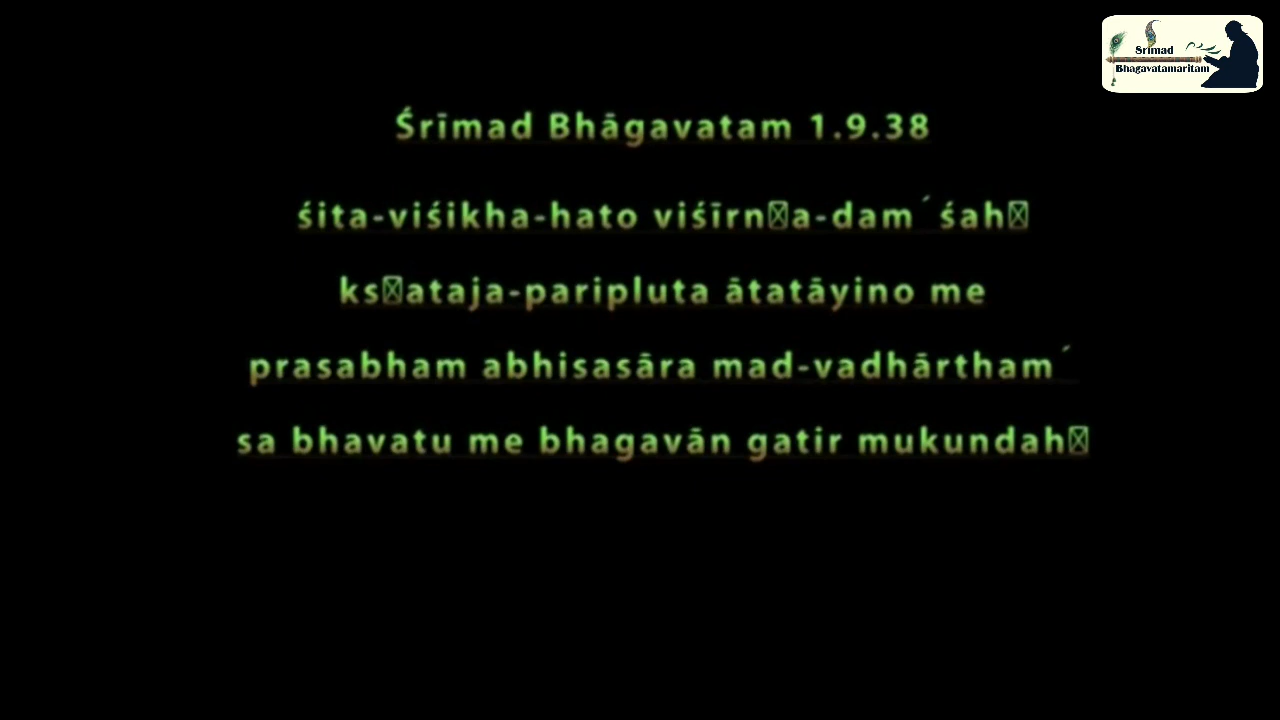 Srimad
Bhagavatamaritam
Śrīmad Bhāgavatam 1.9.38
śita-viśikha-hato viśīrn�a-dam´śah�
ks�ataja-paripluta ātatāyino me
prasabham abhisasāra mad-vadhārtham´
sa bhavatu me bhagavān gatir mukundah�